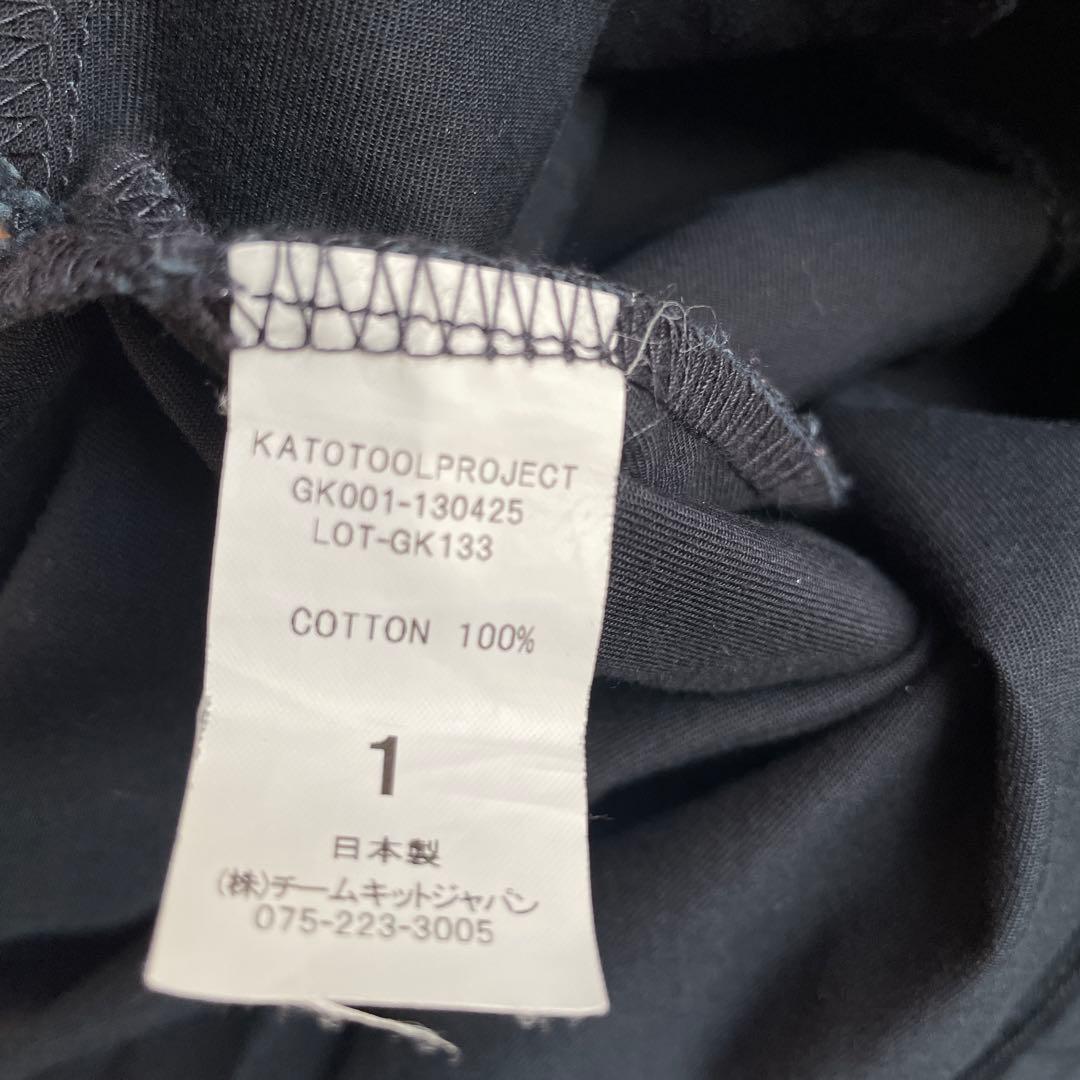 KATOTOOLPROJECT
GK001-130425
LOT-GK133
COTTON 100%
1
日本製
(株)チームキットジャパン
075-223-3005